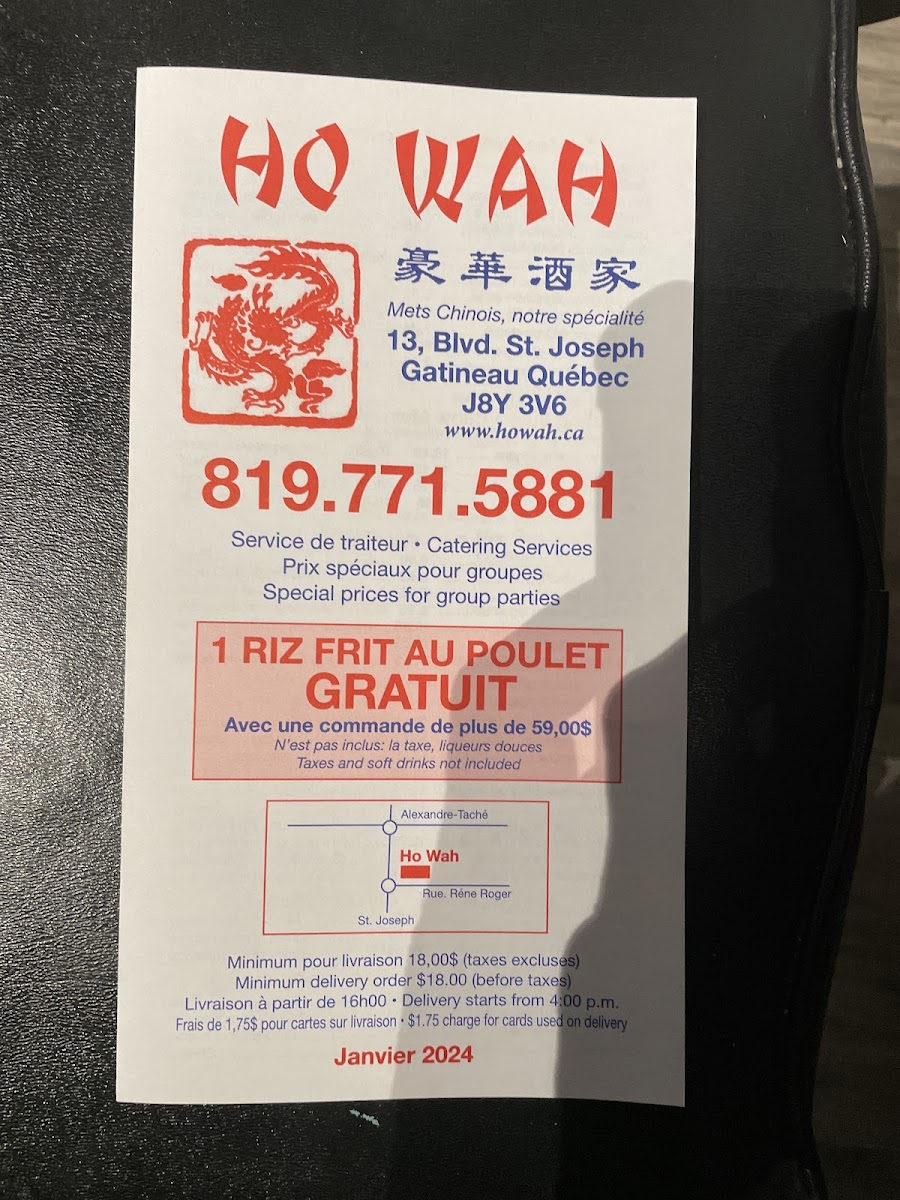 HO WAH
豪華酒家
Mets Chinois, notre spécialité
13, Blvd. St. Joseph
Gatineau Québec
J8Y 3V6
www.howah.ca
819.771.5881
Service de traiteur • Catering Services
Prix spéciaux pour groupes
Special prices for group parties
1 RIZ FRIT AU POULET
GRATUIT
Avec une commande de plus de 59,00$
N'est pas inclus: la taxe, liqueurs douces
Taxes and soft drinks not included
Alexandre-Taché
Ho Wah
Rue. Réne Roger
St. Joseph
Minimum pour livraison 18,00$ (taxes excluses)
Minimum delivery order $18.00 (before taxes)
Livraison à partir de 16h00 • Delivery starts from 4:00 p.m.
Frais de 1,75$ pour cartes sur livraison • $1.75 charge for cards used on delivery
Janvier 2024